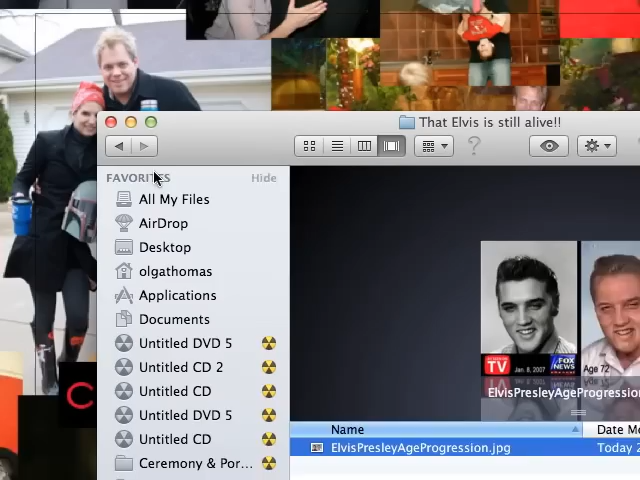 That Elvis is still alive!!
FAVORITES
Hide
All My Files
AirDrop
Desktop
olgathomas
Applications
Documents
Untitled DVD 5
Untitled CD 2
Untitled CD
Untitled DVD 5
Untitled CD
Ceremony & Por...
TV
Jan. 8, 2007
FOX
NEWS
Age 72
ElvisPresleyAgeProgression
Name
Date Me
ElvisPresleyAgeProgression.jpg
Today 2
C